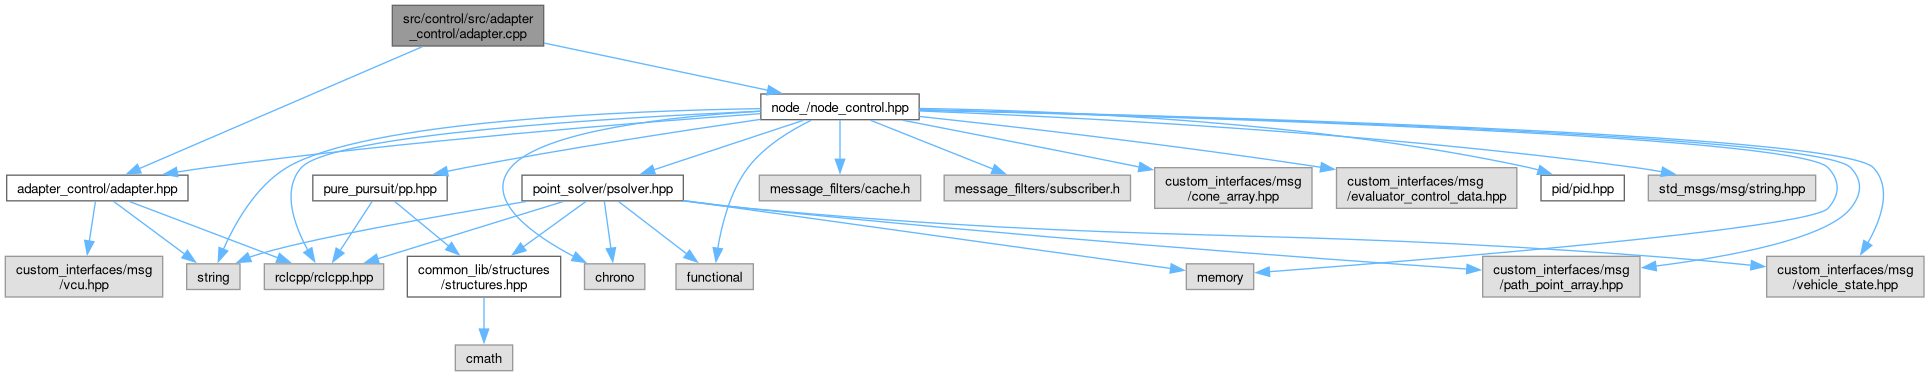 src/control/src/adapter
_control/adapter.cpp
node_/node_control.hpp
adapter_control/adapter.hpp
pure_pursuit/pp.hpp
point_solver/psolver.hpp
message_filters/cache.h
message_filters/subscriber.h
custom_interfaces/msg
/cone_array.hpp
custom_interfaces/msg
/evaluator_control_data.hpp
pid/pid.hpp
std_msgs/msg/string.hpp
custom_interfaces/msg
/vcu.hpp
string
rclcpp/rclcpp.hpp
common_lib/structures
/structures.hpp
chrono
functional
memory
custom_interfaces/msg
/path_point_array.hpp
custom_interfaces/msg
/vehicle_state.hpp
cmath